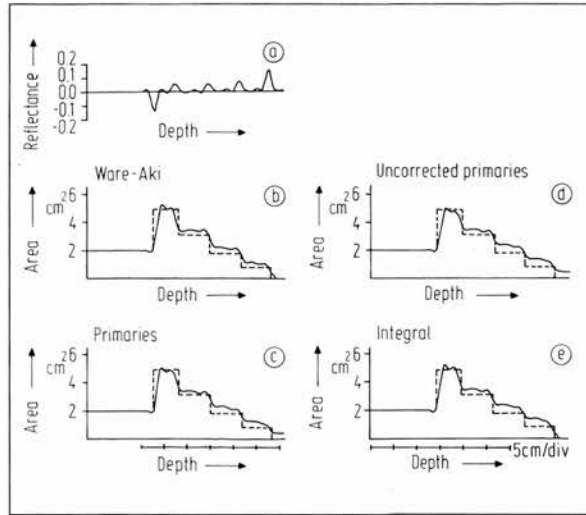 a
Reflectance
0.2
0.1
0.0
-0.1
-0.2
Depth
Ware-Aki
b
Area
cm² 6
4
2
Depth
Uncorrected primaries
d
Area
cm² 6
4
2
Depth
Primaries
c
Area
cm² 6
4
2
Depth
Integral
e
Area
cm² 6
4
2
5cm/div
Depth